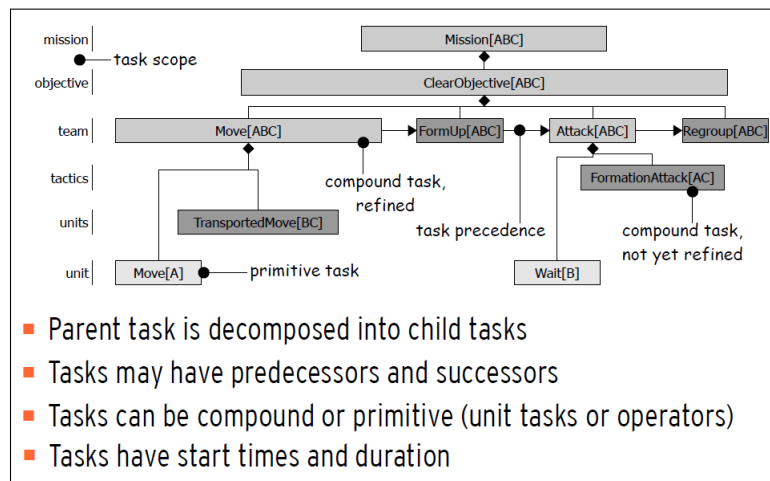 mission
Mission[ABC]
task scope
objective
ClearObjective[ABC]
team
Move[ABC]
FormUp[ABC]
Attack[ABC]
Regroup[ABC]
tactics
compound task,
refined
FormationAttack[AC]
units
TransportedMove[BC]
task precedence
compound task,
not yet refined
unit
Move[A]
primitive task
Wait[B]
Parent task is decomposed into child tasks
Tasks may have predecessors and successors
Tasks can be compound or primitive (unit tasks or operators)
Tasks have start times and duration